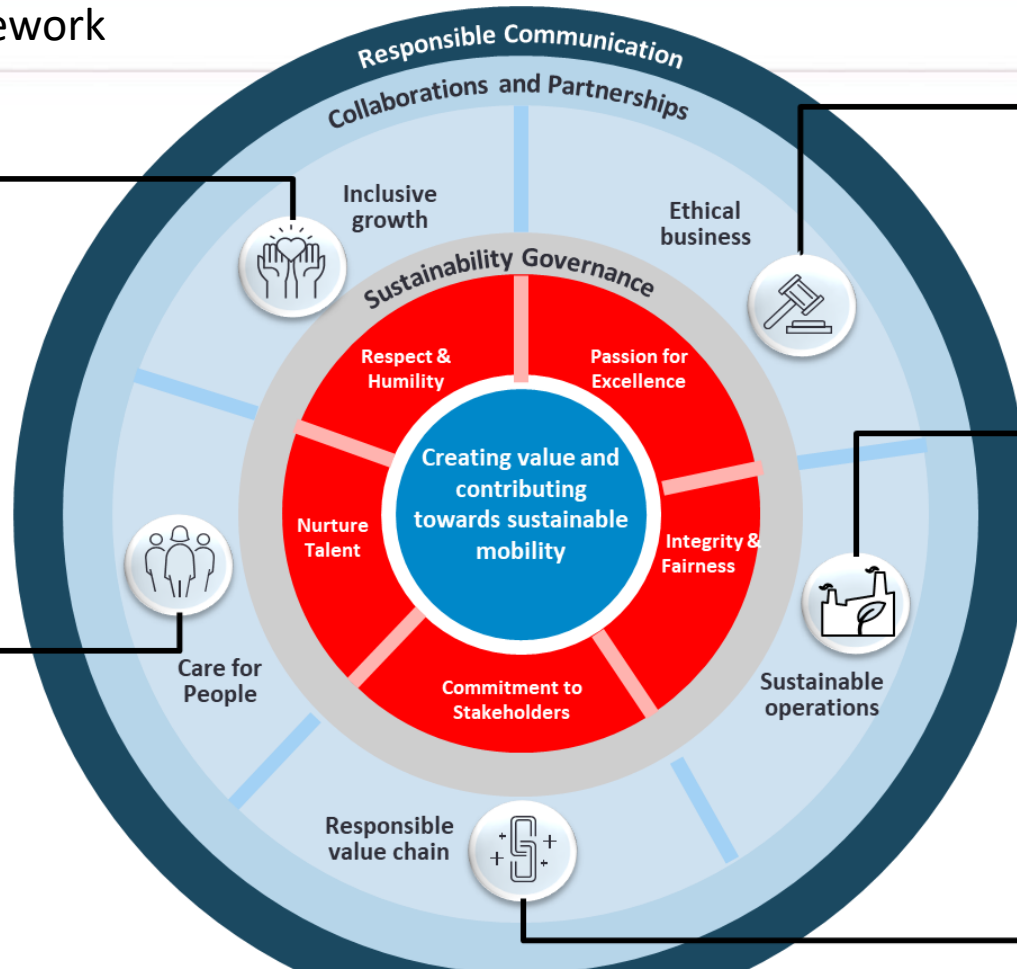 ework
Responsible Communication
Collaborations and Partnerships
Inclusive
growth
Ethical
business
Sustainability Governance
Respect &
Humility
Passion for
Excellence
Creating value and
contributing
towards sustainable
mobility
Nurture
Talent
Integrity &
Fairness
Care for
People
Commitment to
Stakeholders
Sustainable
operations
Responsible
value chain